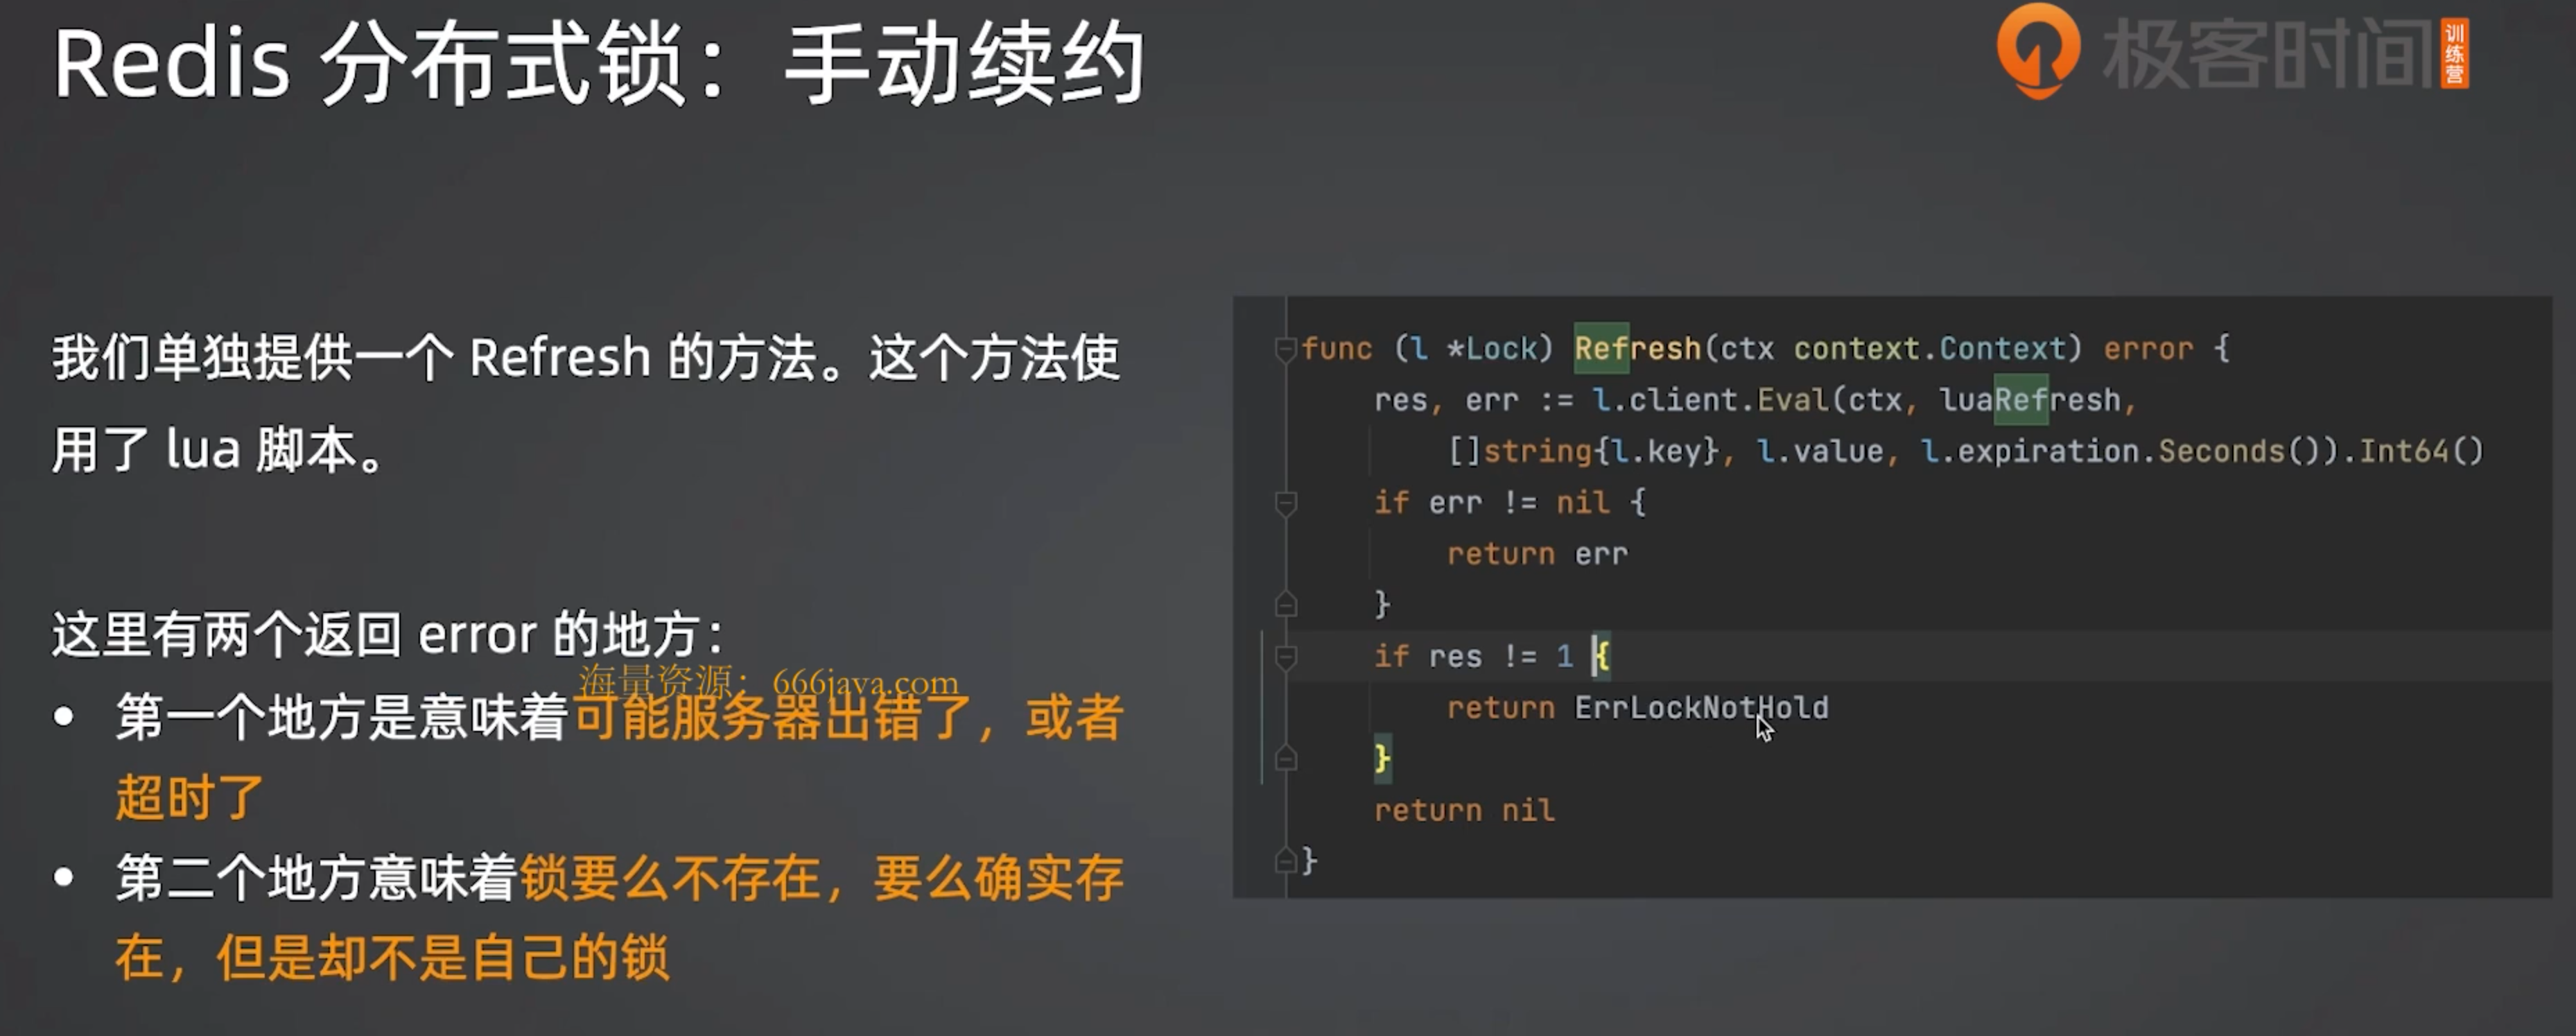 Redis 分布式锁：手动续约
极客时间
训练营
我们单独提供一个 Refresh 的方法。这个方法使
用了 lua 脚本。
这里有两个返回 error 的地方：
海量资源：666java.com
• 第一个地方是意味着可能服务器出错了，或者
超时了
• 第二个地方意味着锁要么不存在，要么确实存
在，但是却不是自己的锁
func (l *Lock) Refresh(ctx context.Context) error {
res, err := l.client.Eval(ctx, luaRefresh,
[]string{l.key}, l.value, l.expiration.Seconds()).Int64()
if err != nil {
return err
}
if res != 1 {
return ErrLockNotHold
}
return nil
}